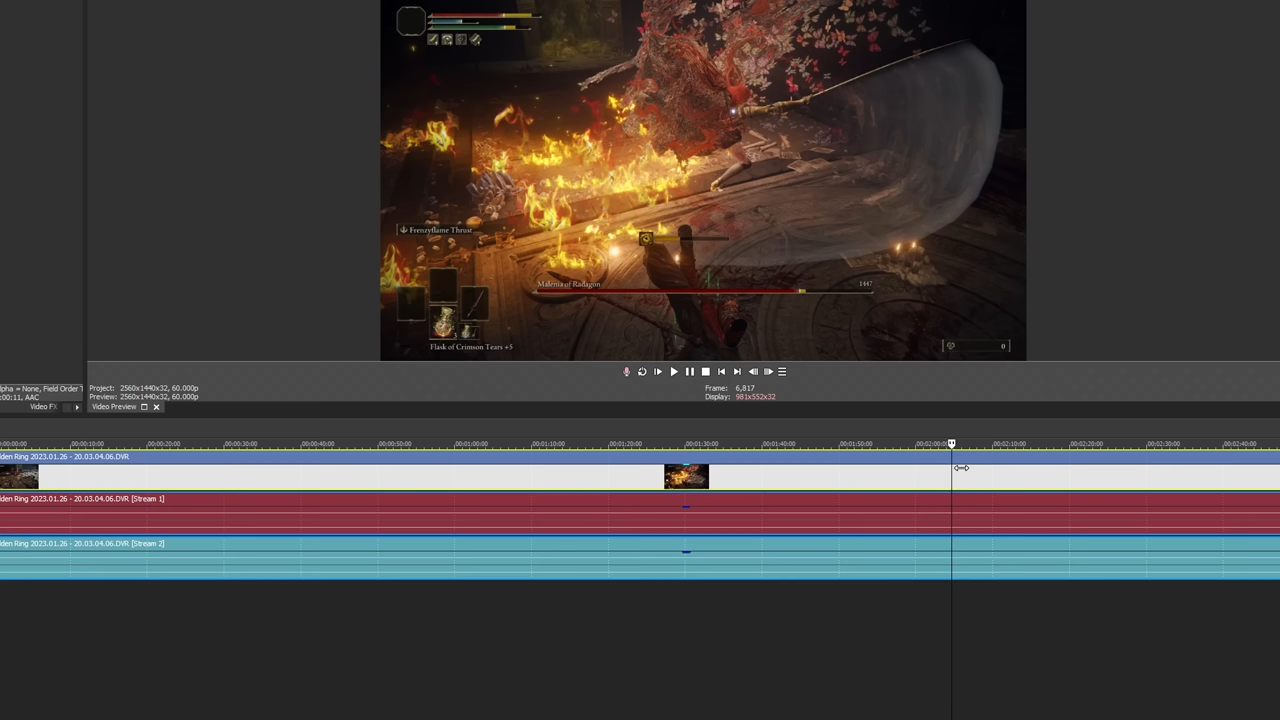 Frenzyflame Thrust
Malenia of Radagon
1447
3
Flask of Crimson Tears +5
0
lpha = None, Field Order T
:00:11, AAC
Project: 2560x1440x32, 60.000p
Preview: 2560x1440x32, 60.000p
Frame: 6,817
Display: 981x552x32
Video FX
Video Preview
00:00:00
00:00:10:00
00:00:20:00
00:00:30:00
00:00:40:00
00:00:50:00
00:01:00:00
00:01:10:00
00:01:20:00
00:01:30:00
00:01:40:00
00:01:50:00
00:02:00:00
00:02:10:00
00:02:20:00
00:02:30:00
00:02:40:00
lden Ring 2023.01.26 - 20.03.04.06.DVR
lden Ring 2023.01.26 - 20.03.04.06.DVR [Stream 1]
lden Ring 2023.01.26 - 20.03.04.06.DVR [Stream 2]